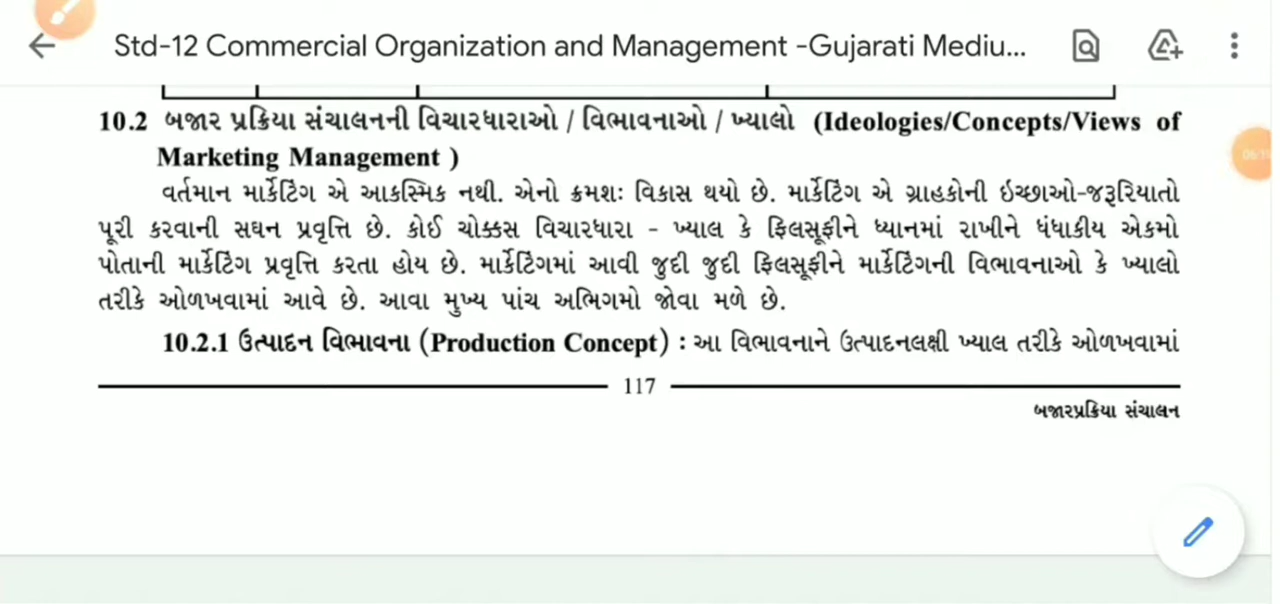 Std-12 Commercial Organization and Management -Gujarati Mediu...
10.2 બજાર પ્રક્રિયા સંચાલનની વિચારધારાઓ / વિભાવનાઓ / ખ્યાલો (Ideologies/Concepts/Views of
Marketing Management )
વર્તમાન માર્કેટિંગ એ આકસ્મિક નથી. એનો ક્રમશઃ વિકાસ થયો છે. માર્કેટિંગ એ ગ્રાહકોની ઇચ્છાઓ-જરૂરિયાતો
પૂરી કરવાની સઘન પ્રવૃત્તિ છે. કોઈ ચોક્કસ વિચારધારા - ખ્યાલ કે ફિલસૂફીને ધ્યાનમાં રાખીને ધંધાકીય એકમો
પોતાની માર્કેટિંગ પ્રવૃત્તિ કરતા હોય છે. માર્કેટિંગમાં આવી જુદી જુદી ફિલસૂફીને માર્કેટિંગની વિભાવનાઓ કે ખ્યાલો
તરીકે ઓળખવામાં આવે છે. આવા મુખ્ય પાંચ અભિગમો જોવા મળે છે.
10.2.1 ઉત્પાદન વિભાવના (Production Concept) : આ વિભાવનાને ઉત્પાદનલક્ષી ખ્યાલ તરીકે ઓળખવામાં
117
બજારપ્રક્રિયા સંચાલન